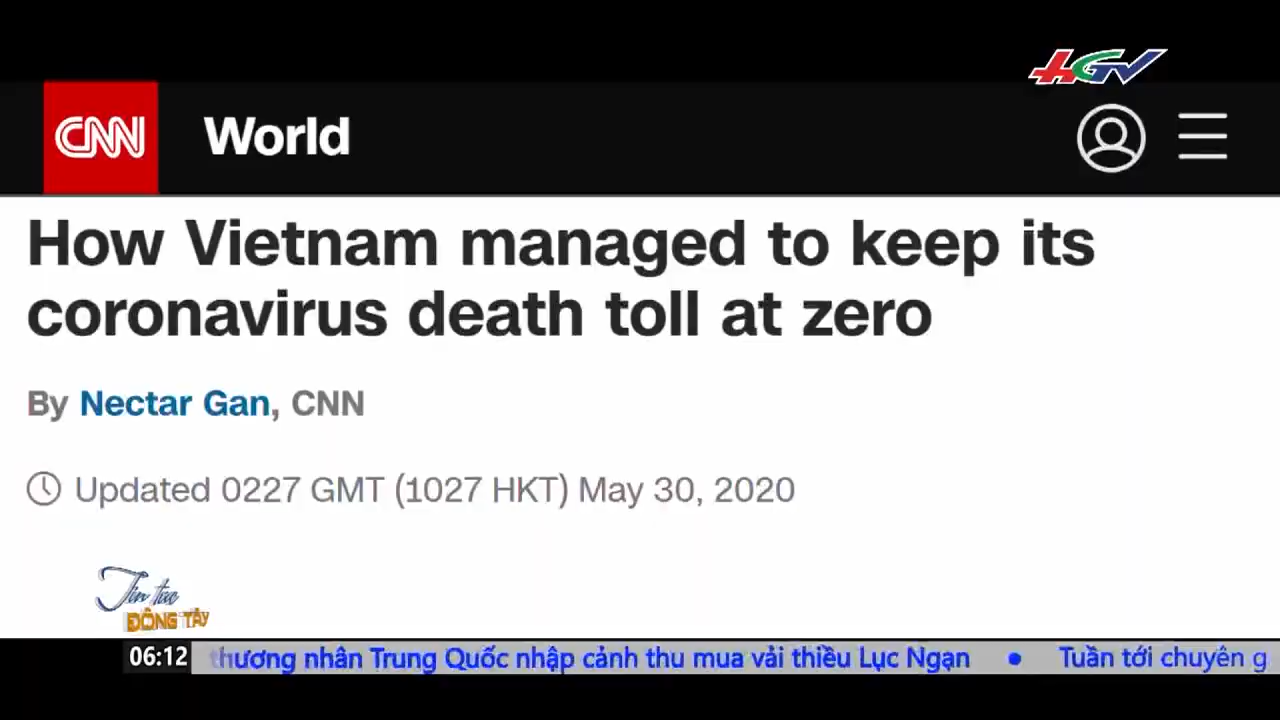 HGV
CNN World
How Vietnam managed to keep its
coronavirus death toll at zero
By Nectar Gan, CNN
Updated 0227 GMT (1027 HKT) May 30, 2020
Tin tức
ĐÔNG TÂY
06:12 thương nhân Trung Quốc nhập cảnh thu mua vải thiều Lục Ngạn • Tuần tới chuyên g